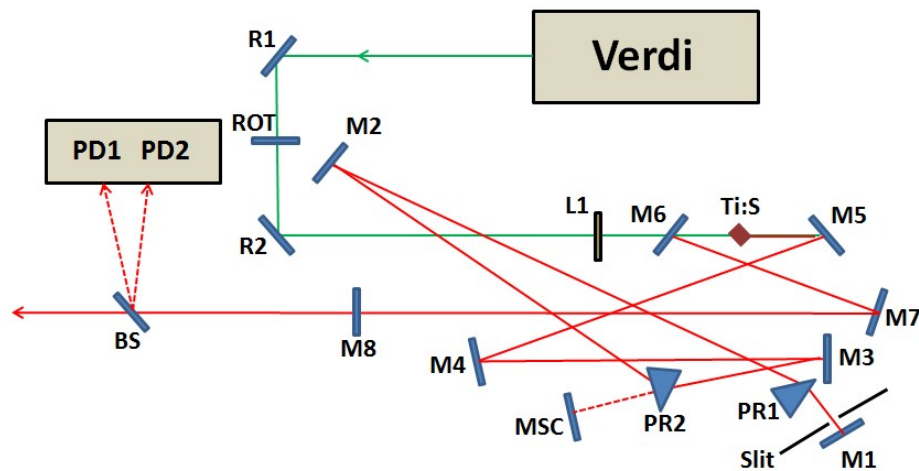 R1
Verdi
ROT
M2
PD1 PD2
L1
M6
Ti:S
M5
R2
BS
M8
M7
M4
M3
MSC
PR2
PR1
Slit
M1